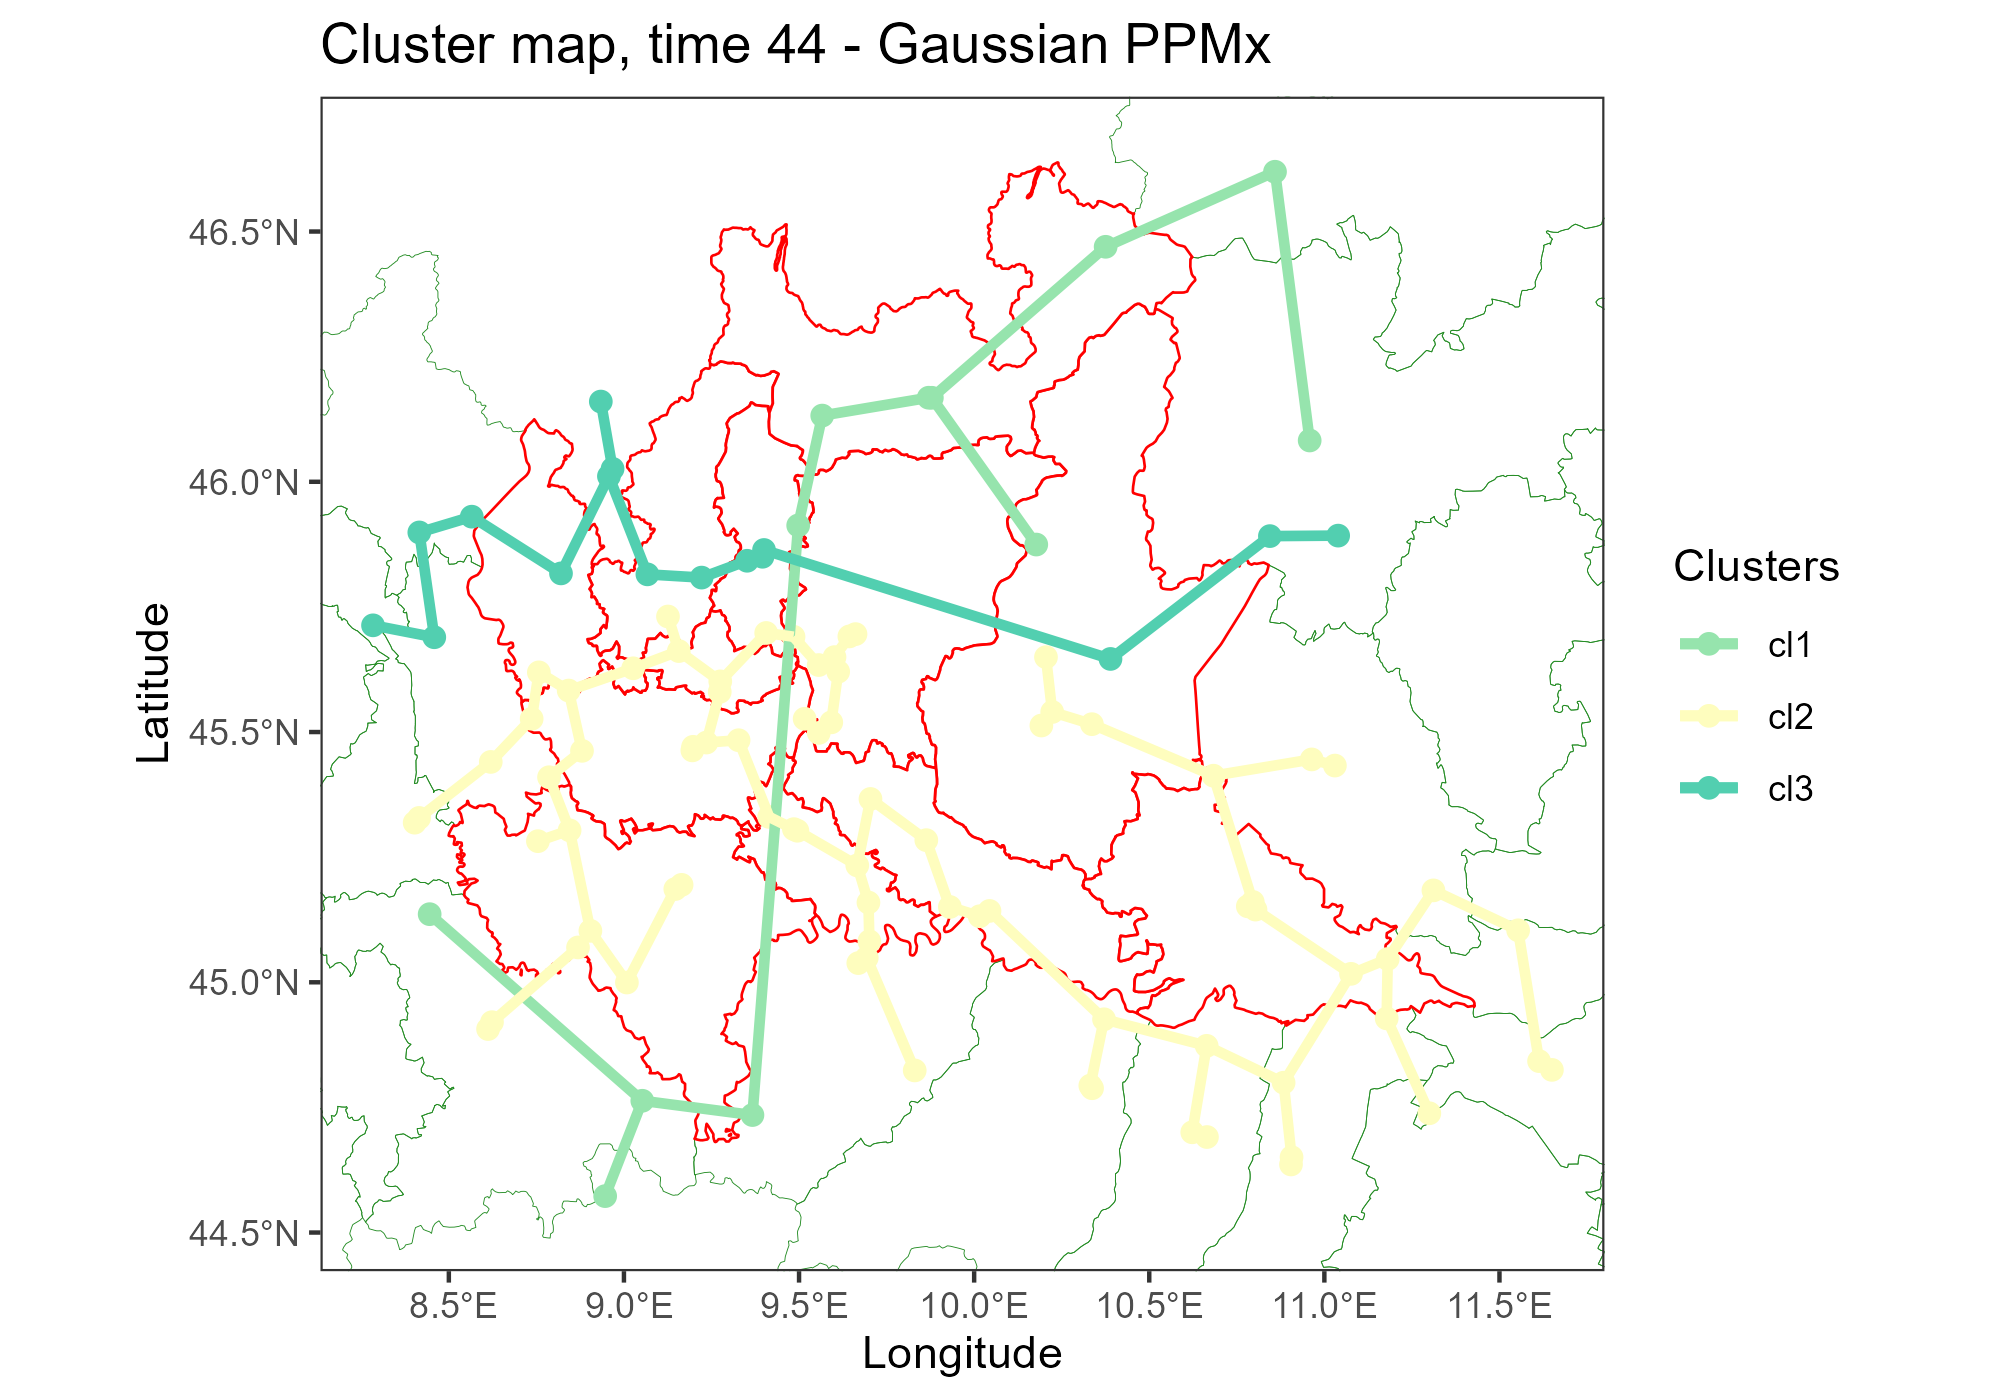 Cluster map, time 44 - Gaussian PPMx
46.5°N
46.0°N
45.5°N
45.0°N
44.5°N
Latitude
8.5°E
9.0°E
9.5°E
10.0°E
10.5°E
11.0°E
11.5°E
Longitude
Clusters
cl1
cl2
cl3